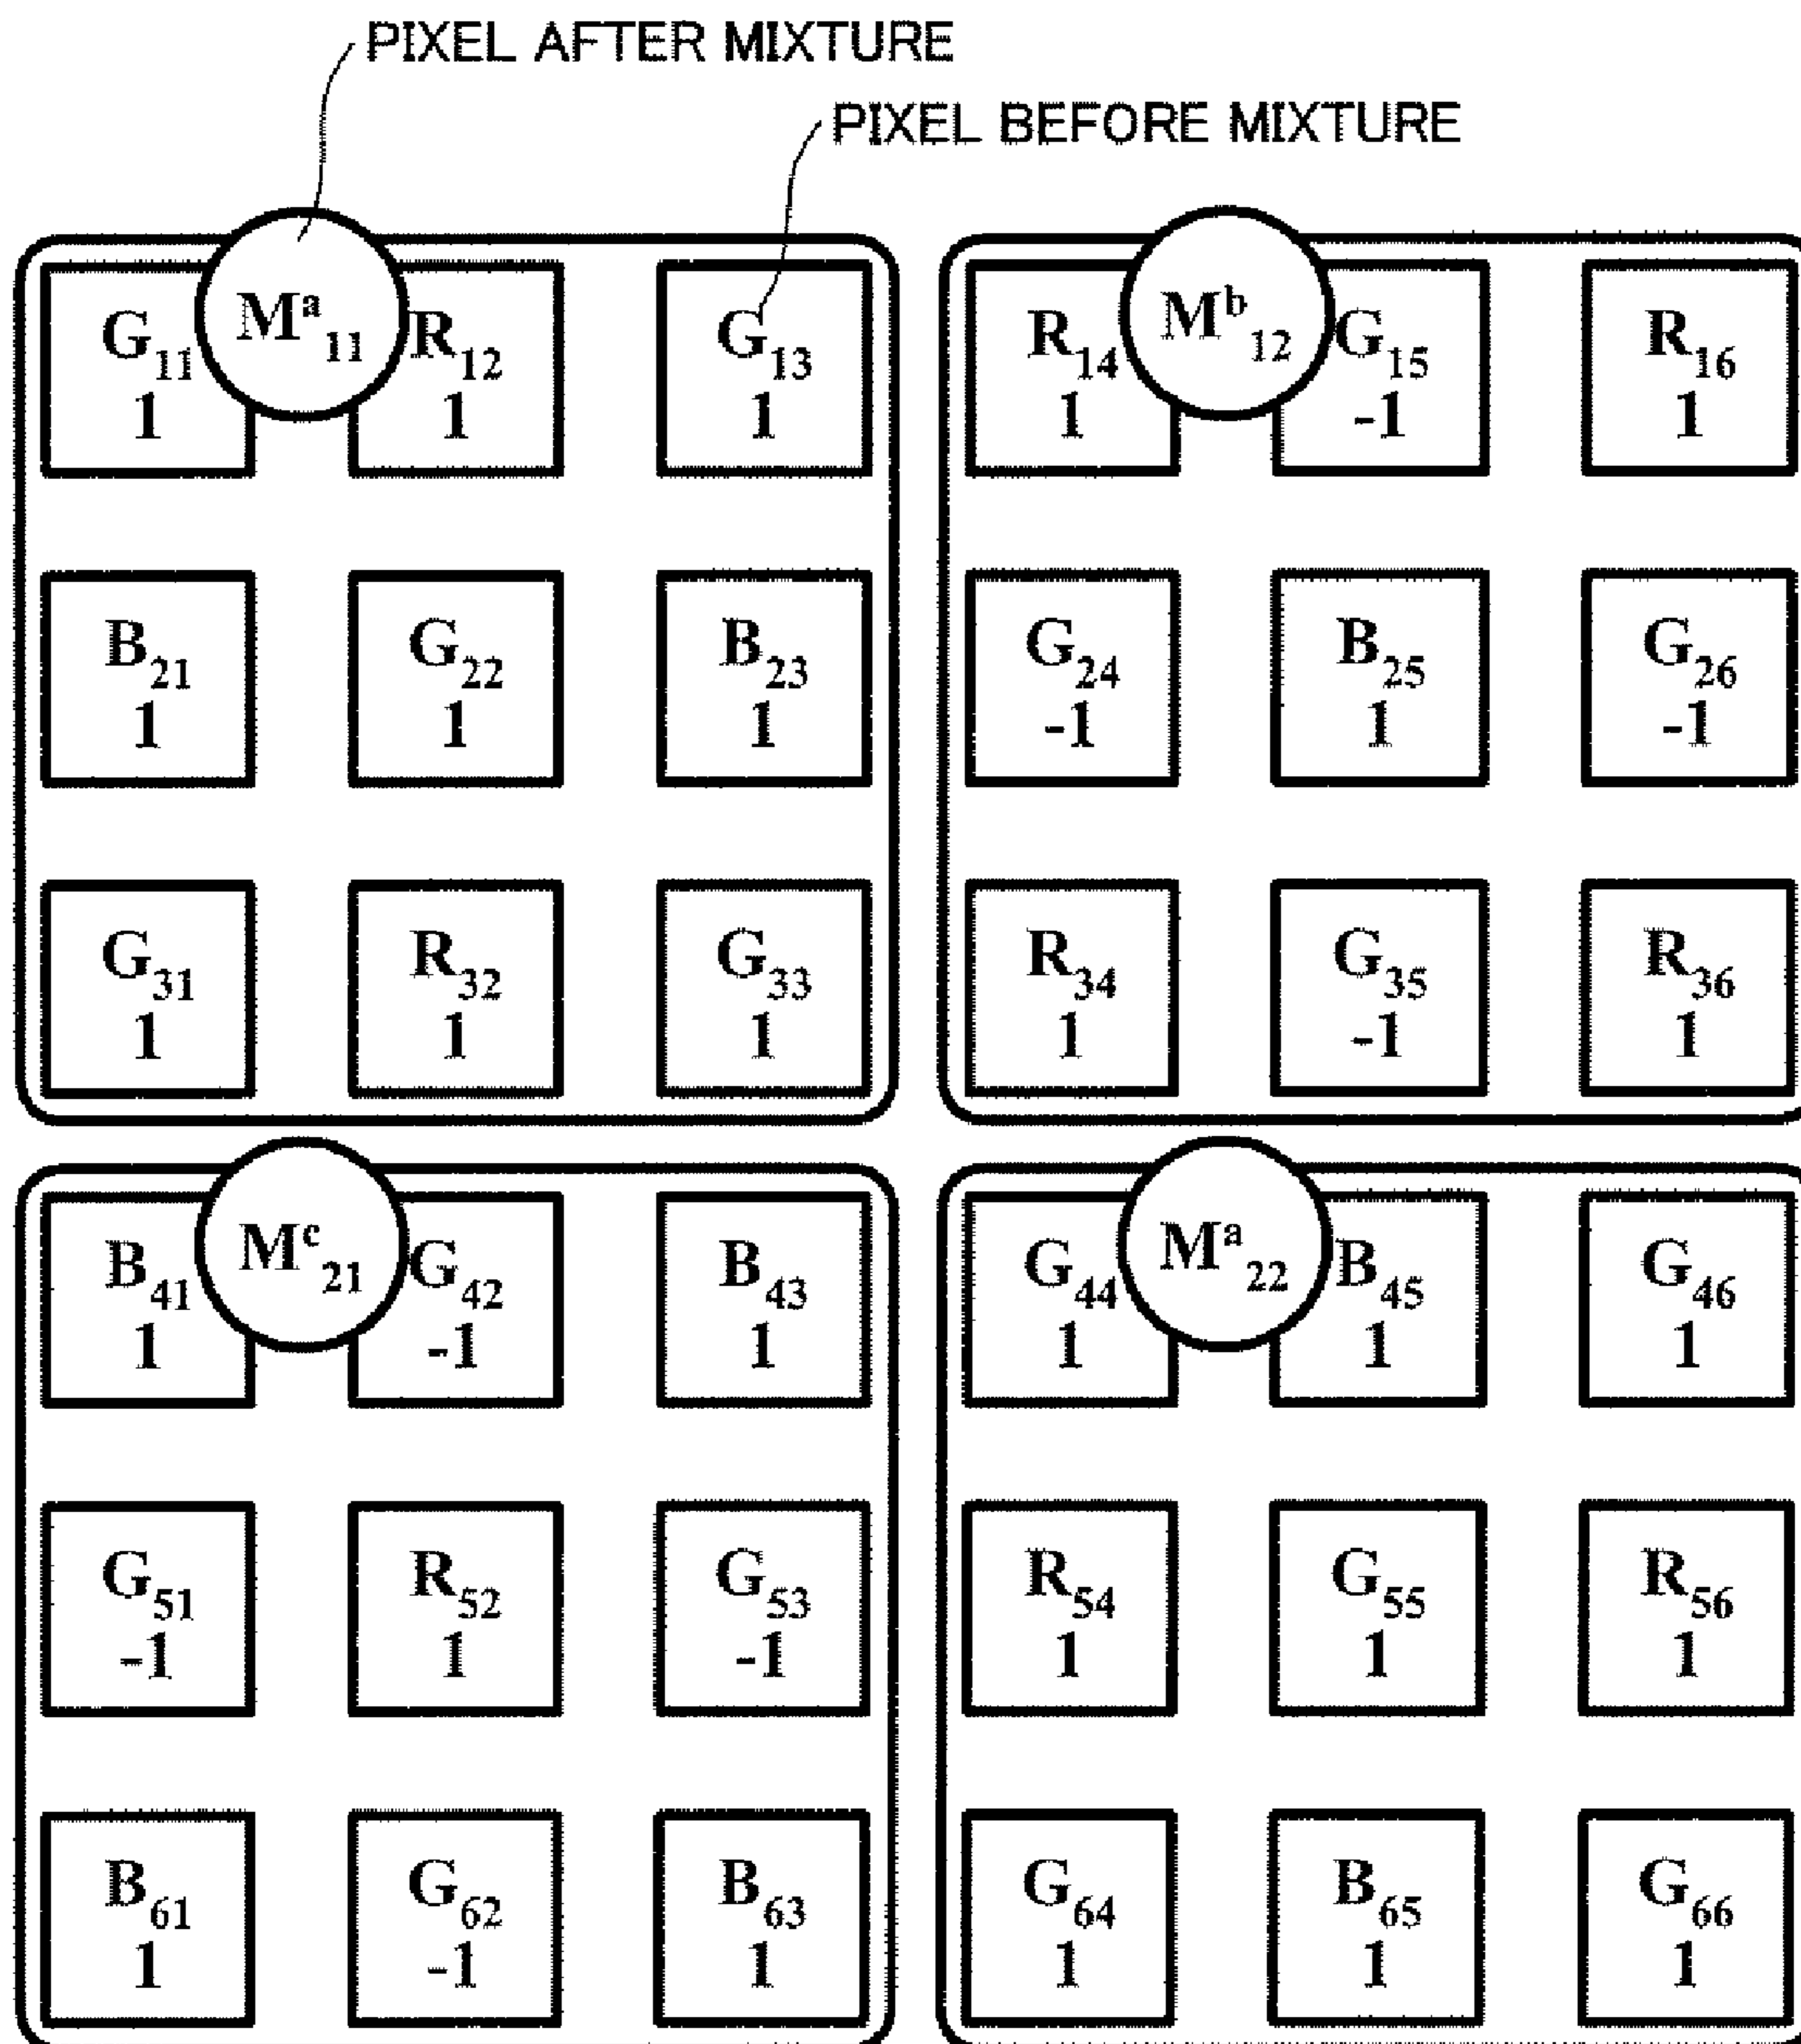 PIXEL AFTER MIXTURE
PIXEL BEFORE MIXTURE
G11 M^a_11 R12 G13 R14 M^b_12 G15 R16
1 1 1 1 -1 1
B21 G22 B23 G24 B25 G26
1 1 1 -1 1 -1
G31 R32 G33 R34 G35 R36
1 1 1 1 -1 1
B41 M^c_21 G42 B43 G44 M^a_22 B45 G46
1 -1 1 1 1 1
G51 R52 G53 R54 G55 R56
-1 1 -1 1 1 1
B61 G62 B63 G64 B65 G66
1 -1 1 1 1 1